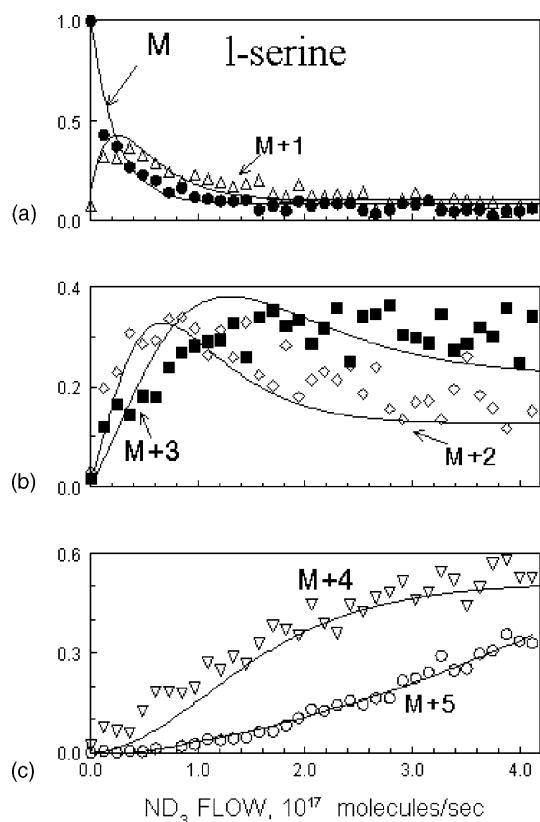 (a)
1.0
0.5
0.0
M
l-serine
M+1
(b)
0.4
0.2
0.0
M+3
M+2
(c)
0.6
0.3
0.0
M+4
M+5
0.0 1.0 2.0 3.0 4.0
ND₃ FLOW, 10¹⁷ molecules/sec